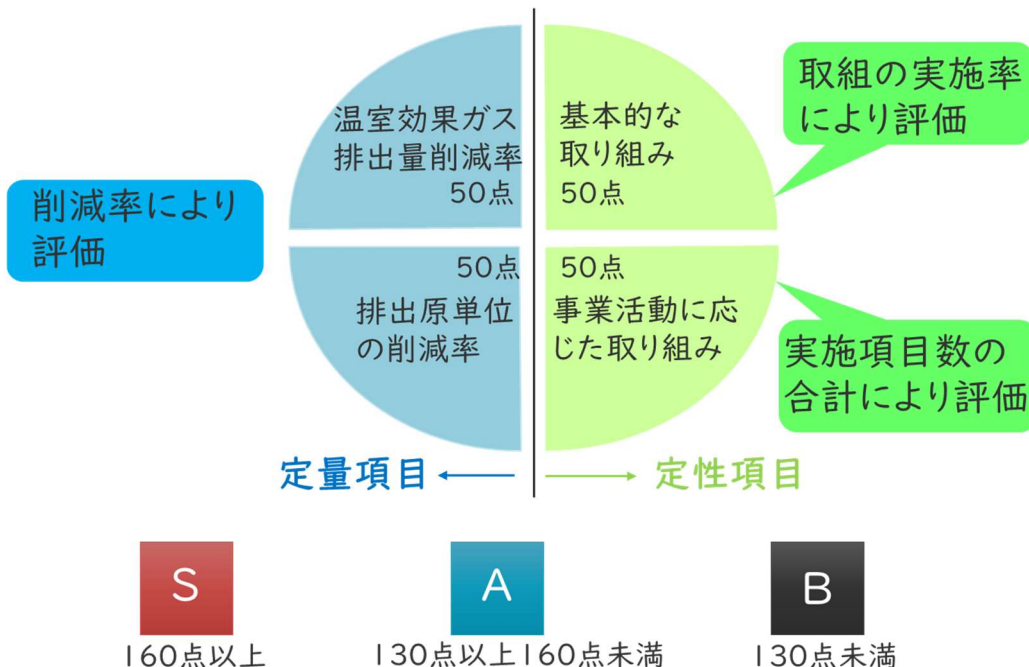 温室効果ガス
排出量削減率
50点
基本的な
取り組み
50点
取組の実施率
により評価
削減率により
評価
50点
排出原単位
の削減率
50点
事業活動に応
じた取り組み
実施項目数の
合計により評価
定量項目
定性項目
S
160点以上
A
130点以上160点未満
B
130点未満